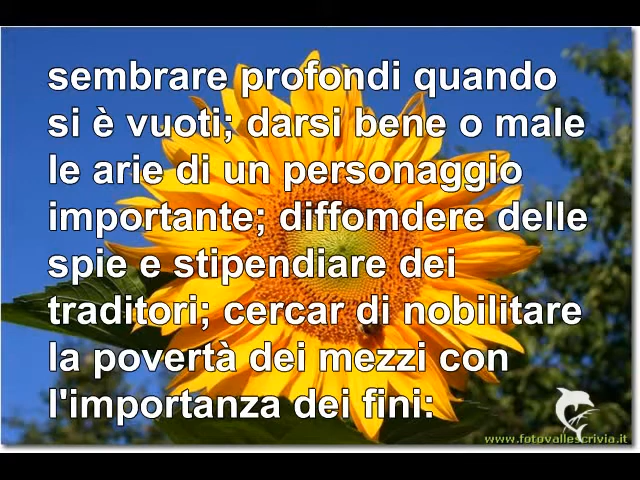 sembrare profondi quando
si è vuoti; darsi bene o male
le arie di un personaggio
importante; diffomdere delle
spie e stipendiare dei
traditori; cercar di nobilitare
la povertà dei mezzi con
l'importanza dei fini:
www.fotovallescrivia.it